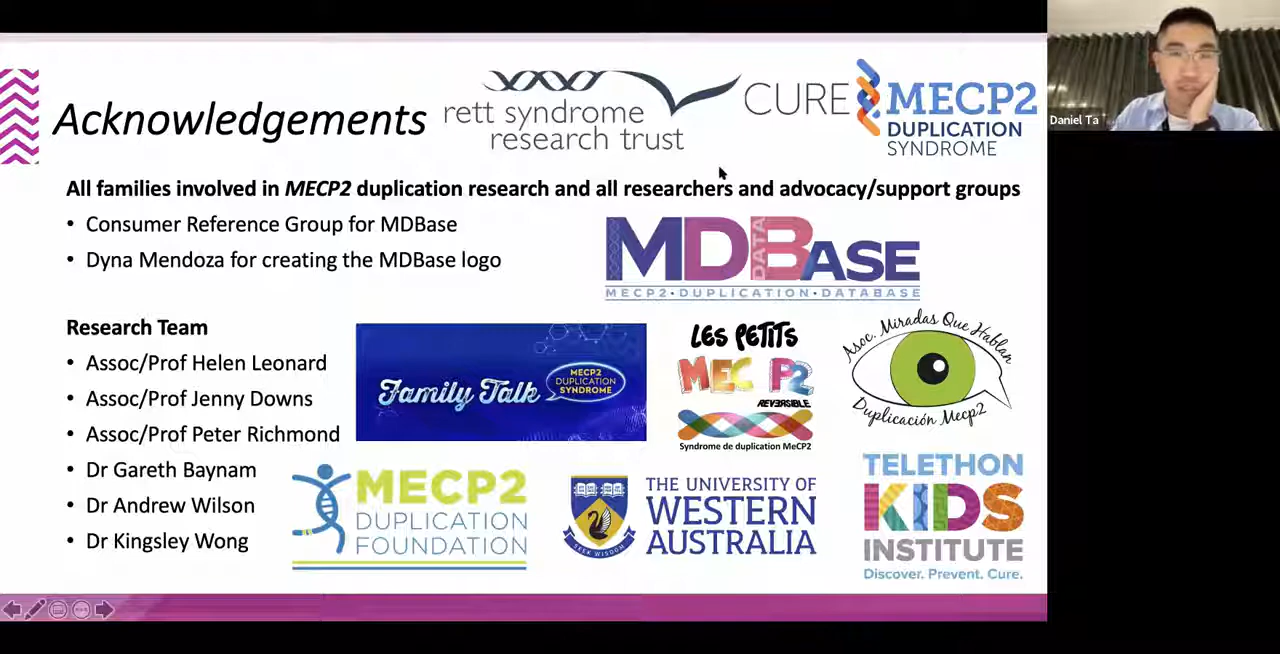 Acknowledgements
rett syndrome
research trust
CURE MECP2
DUPLICATION
SYNDROME
Daniel Ta
All families involved in MECP2 duplication research and all researchers and advocacy/support groups
• Consumer Reference Group for MDBase
• Dyna Mendoza for creating the MDBase logo
MDBASE
DATA
MECP2•DUPLICATION•DATABASE
Research Team
• Assoc/Prof Helen Leonard
• Assoc/Prof Jenny Downs
• Assoc/Prof Peter Richmond
• Dr Gareth Baynam
• Dr Andrew Wilson
• Dr Kingsley Wong
Family Talk
MECP2
DUPLICATION
SYNDROME
LES PETITS
MEC P2
REVERSIBLE
Syndrome de duplication MeCP2
Asoc. Miradas Que Hablan
Duplicación Mecp2
MECP2
DUPLICATION
FOUNDATION
SEEK WISDOM
THE UNIVERSITY OF
WESTERN
AUSTRALIA
TELETHON
KIDS
INSTITUTE
Discover. Prevent. Cure.